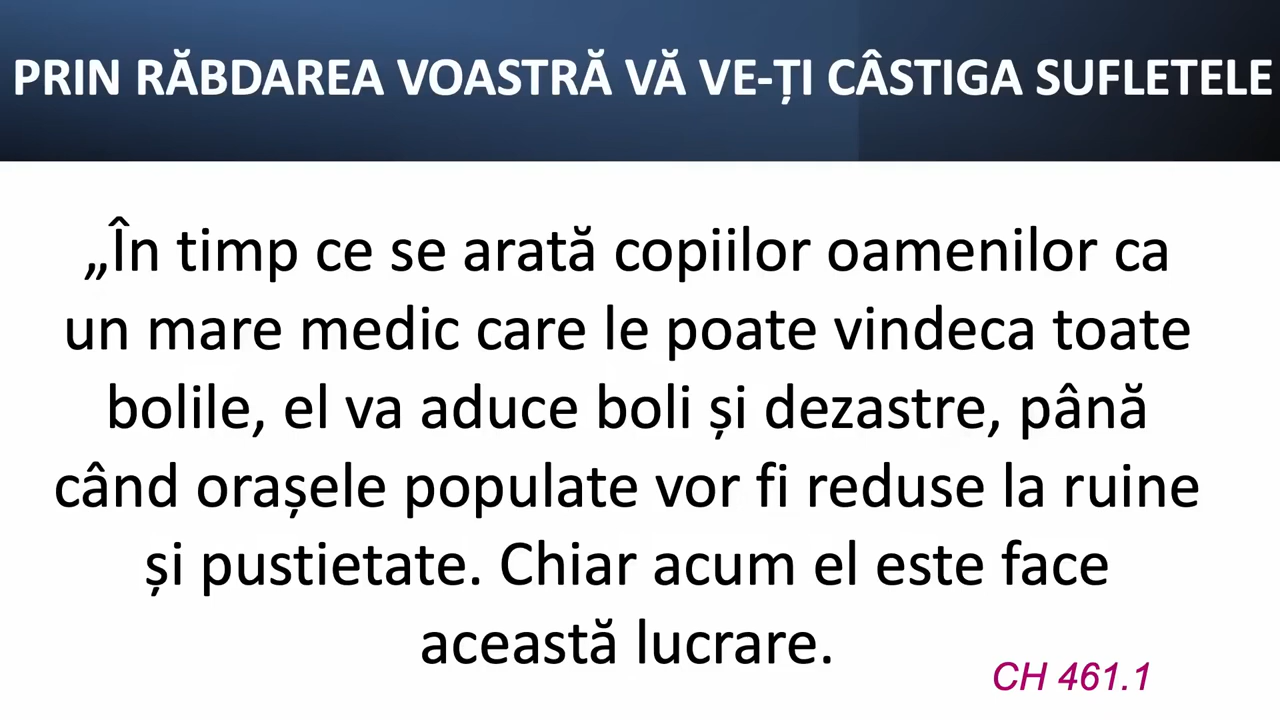 PRIN RĂBDAREA VOASTRĂ VĂ VE-ȚI CÂSTIGA SUFLETELE
„În timp ce se arată copiilor oamenilor ca
un mare medic care le poate vindeca toate
bolile, el va aduce boli și dezastre, până
când orașele populate vor fi reduse la ruine
și pustietate. Chiar acum el este face
această lucrare.
CH 461.1